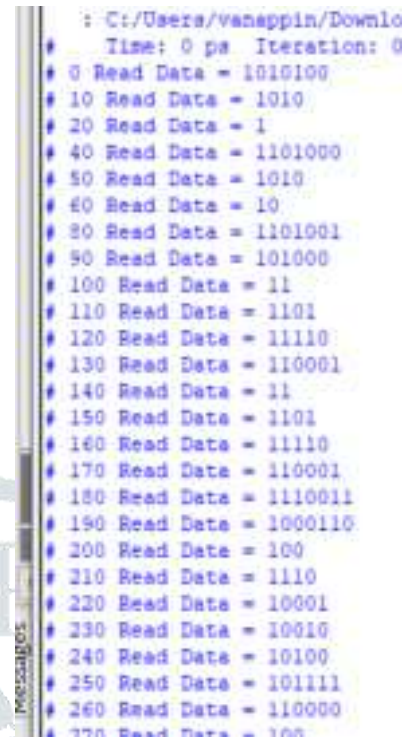 : C:/Users/vanappin/Downlo
# Time: 0 ps Iteration: 0
# 0 Read Data = 1010100
# 10 Read Data = 1010
# 20 Read Data = 1
# 40 Read Data = 1101000
# 50 Read Data = 1010
# 60 Read Data = 10
# 80 Read Data = 1101001
# 90 Read Data = 101000
# 100 Read Data = 11
# 110 Read Data = 1101
# 120 Read Data = 11110
# 130 Read Data = 110001
# 140 Read Data = 11
# 150 Read Data = 1101
# 160 Read Data = 11110
# 170 Read Data = 110001
# 180 Read Data = 1110011
# 190 Read Data = 1000110
# 200 Read Data = 100
# 210 Read Data = 1110
# 220 Read Data = 10001
# 230 Read Data = 10010
# 240 Read Data = 10100
# 250 Read Data = 101111
# 260 Read Data = 110000
# 270 Read Data = 100
Messages